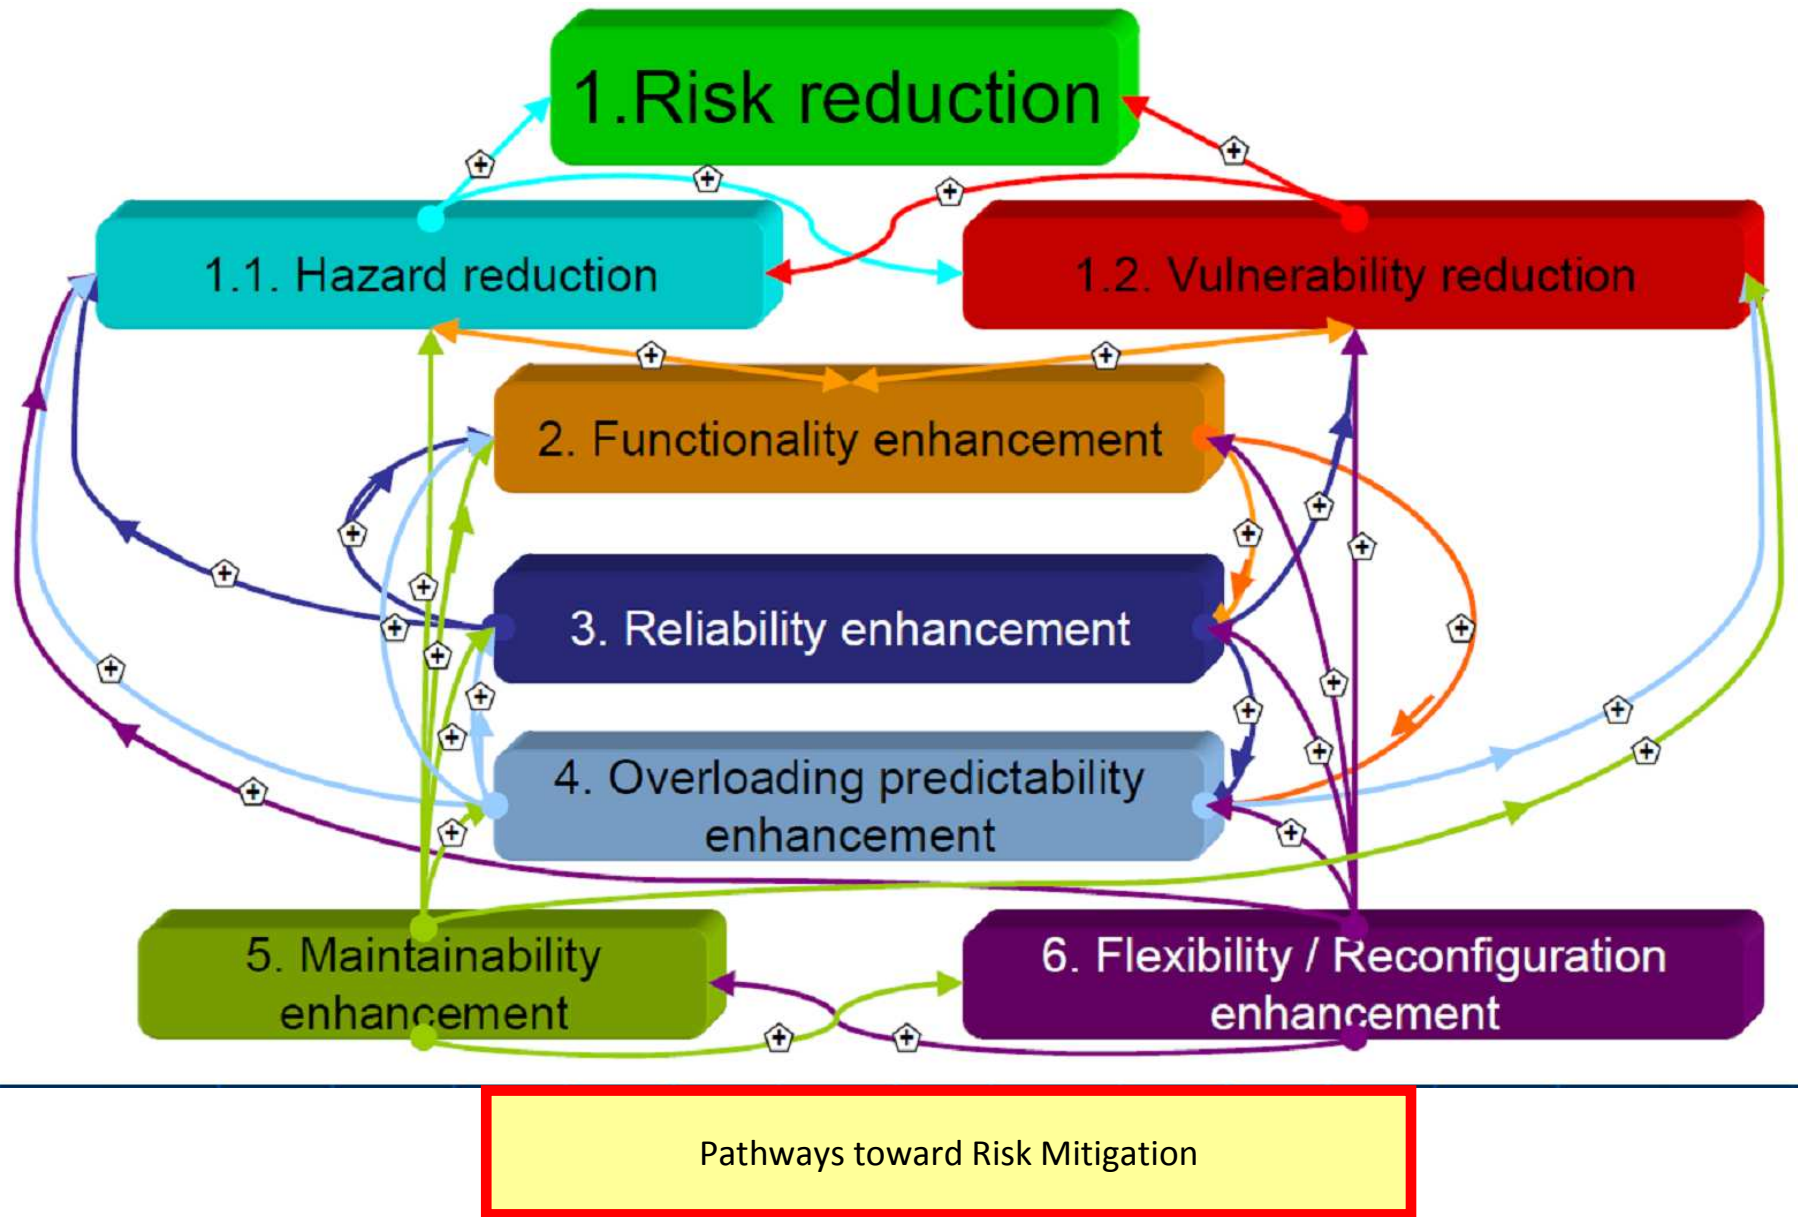 1.Risk reduction
+
+
+
+
1.1. Hazard reduction
1.2. Vulnerability reduction
+
+
2. Functionality enhancement
+
+
+
+
+
+
3. Reliability enhancement
+
+
+
+
+
+
+
+
+
+
+
4. Overloading predictability
enhancement
+
+
+
5. Maintainability
enhancement
6. Flexibility / Reconfiguration
enhancement
+
+
Pathways toward Risk Mitigation